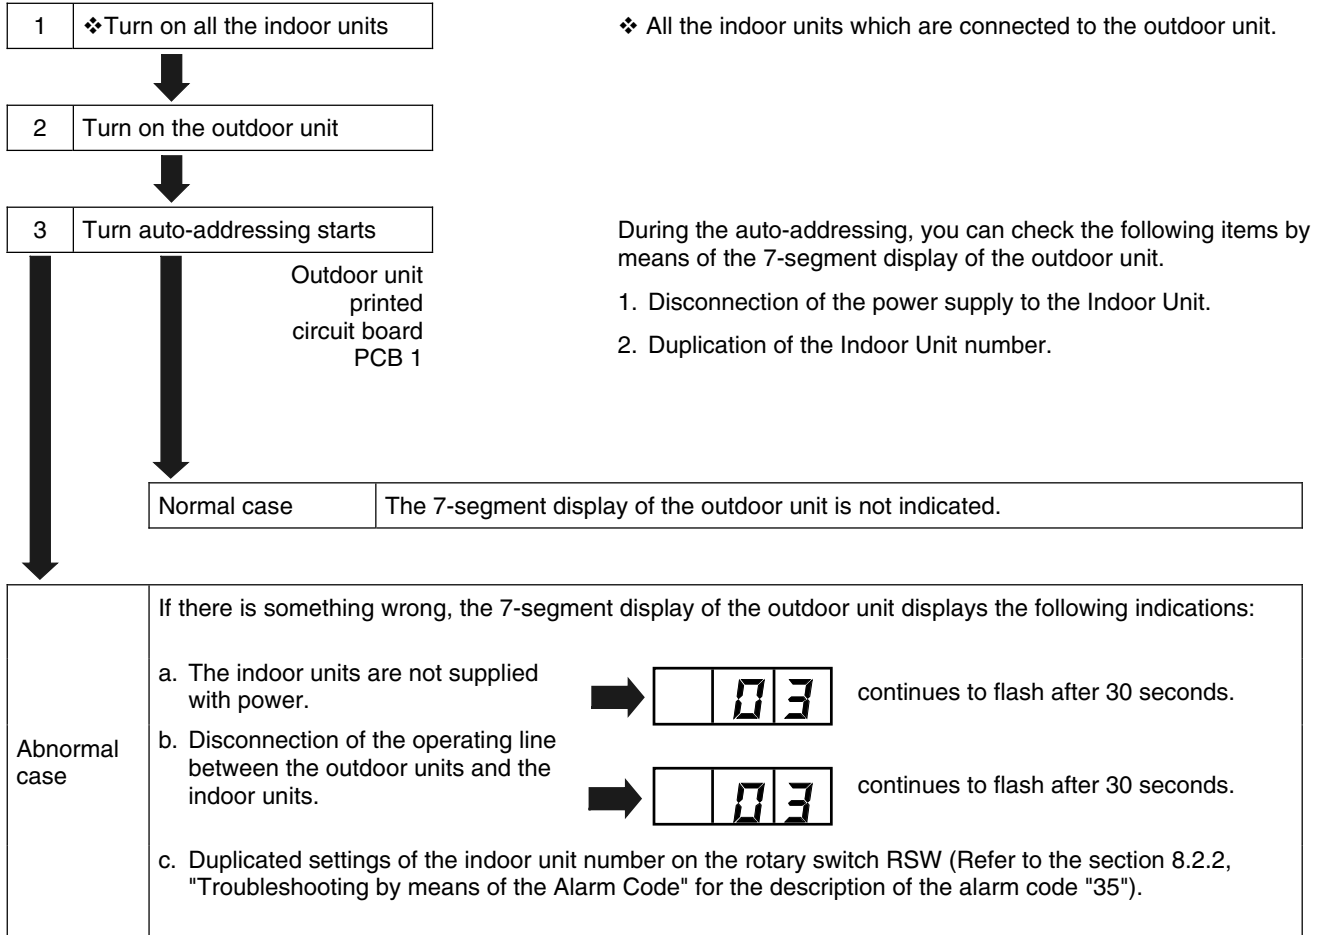 1 ❖Turn on all the indoor units
❖ All the indoor units which are connected to the outdoor unit.
2 Turn on the outdoor unit
3 Turn auto-addressing starts
Outdoor unit
printed
circuit board
PCB 1
During the auto-addressing, you can check the following items by
means of the 7-segment display of the outdoor unit.
1. Disconnection of the power supply to the Indoor Unit.
2. Duplication of the Indoor Unit number.
Normal case The 7-segment display of the outdoor unit is not indicated.
Abnormal
case
If there is something wrong, the 7-segment display of the outdoor unit displays the following indications:
a. The indoor units are not supplied
with power.
03 continues to flash after 30 seconds.
b. Disconnection of the operating line
between the outdoor units and the
indoor units.
03 continues to flash after 30 seconds.
c. Duplicated settings of the indoor unit number on the rotary switch RSW (Refer to the section 8.2.2,
"Troubleshooting by means of the Alarm Code" for the description of the alarm code "35").